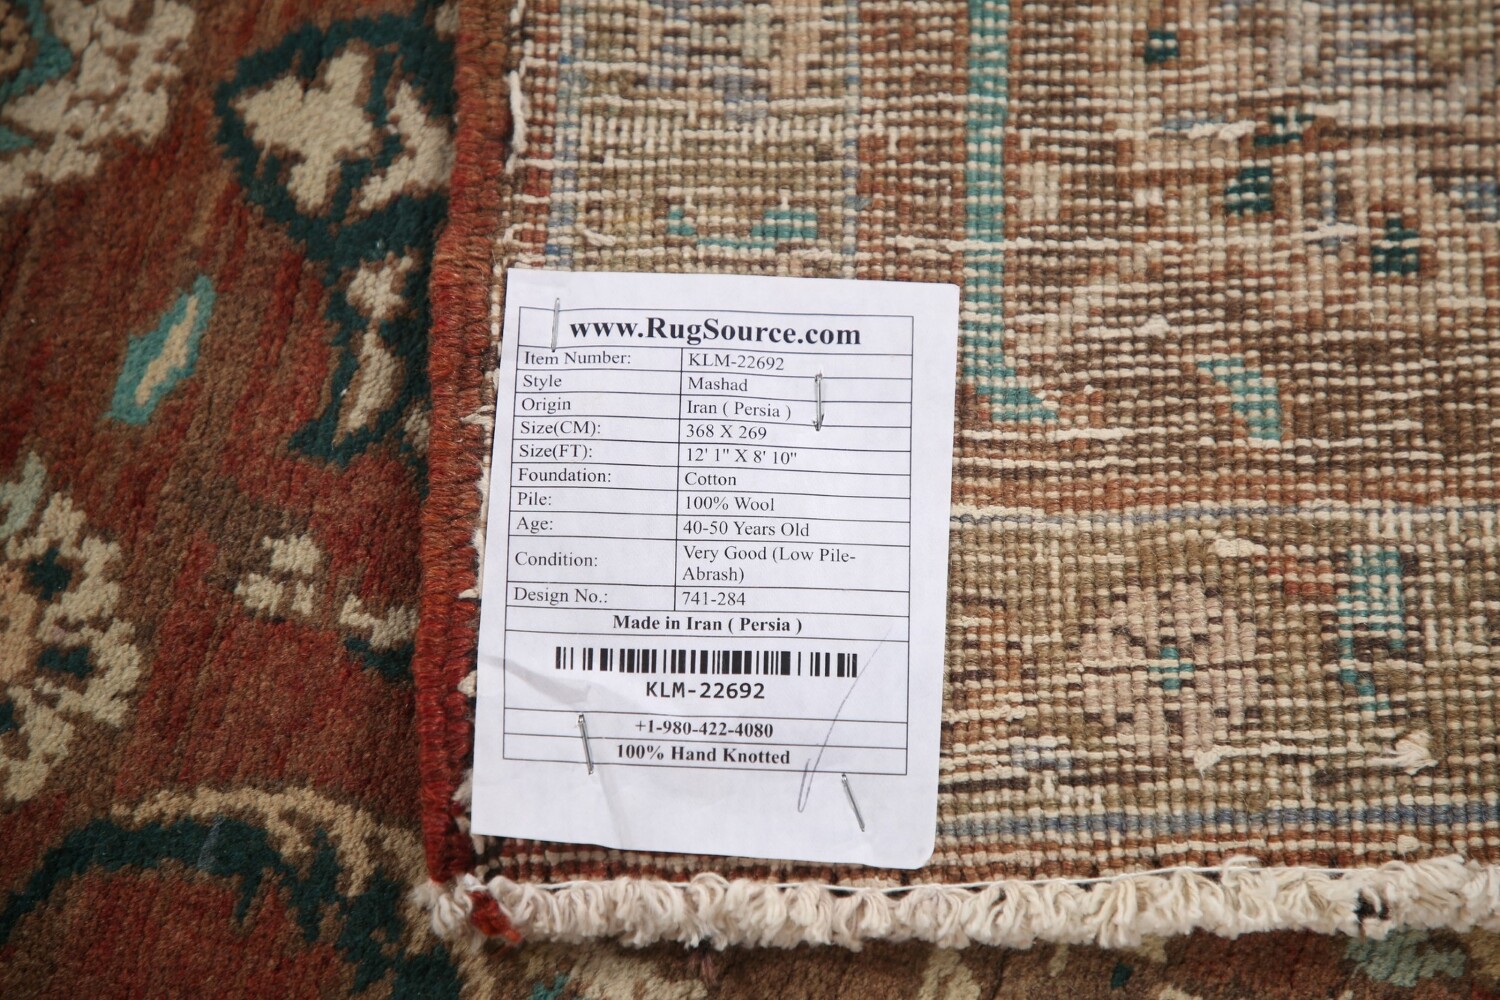 www.RugSource.com
Item Number: KLM-22692
Style Mashad
Origin Iran ( Persia )
Size(CM): 368 X 269
Size(FT): 12' 1" X 8' 10"
Foundation: Cotton
Pile: 100% Wool
Age: 40-50 Years Old
Condition: Very Good (Low Pile-
Abrash)
Design No.: 741-284
Made in Iran ( Persia )
KLM-22692
+1-980-422-4080
100% Hand Knotted